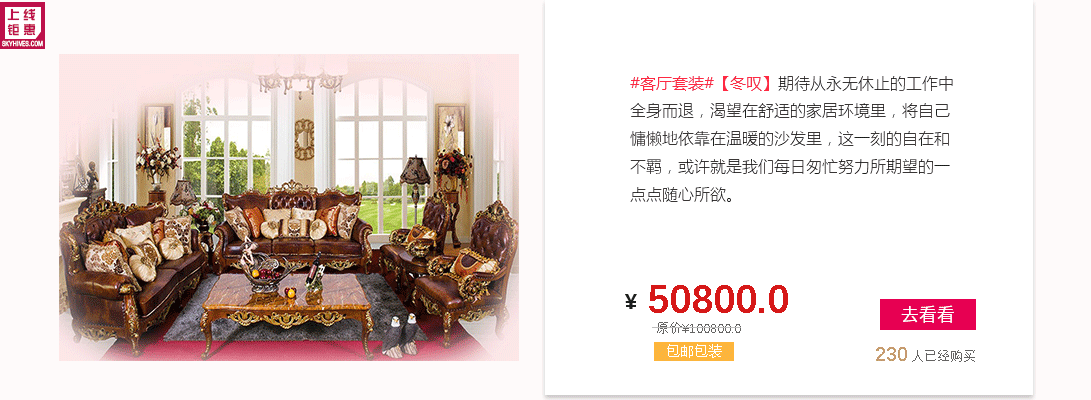 上线
钜惠
SKYHIVES.COM
#客厅套装#【冬叹】期待从永无休止的工作中
全身而退，渴望在舒适的家居环境里，将自己
慵懒地依靠在温暖的沙发里，这一刻的自在和
不羁，或许就是我们每日匆忙努力所期望的一
点点随心所欲。
¥ 50800.0
原价¥100800.0
去看看
包邮包装
230 人已经购买